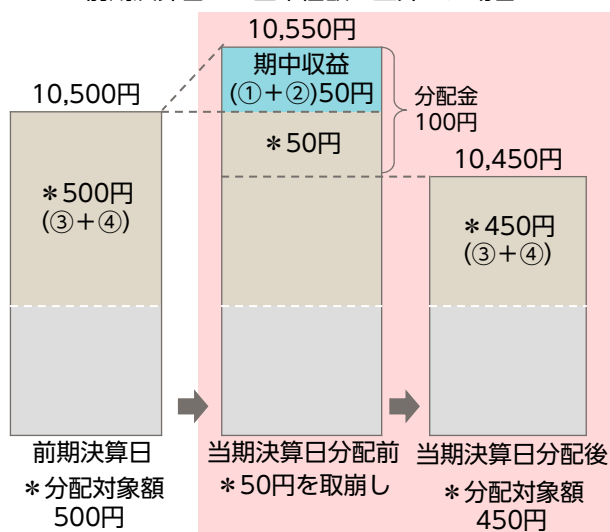 10,550円
期中収益
(①+②)50円
分配金
100円
10,500円
*50円
10,450円
*500円
(③+④)
*450円
(③+④)
前期決算日
当期決算日分配前
当期決算日分配後
*分配対象額
500円
*50円を取崩し
*分配対象額
450円